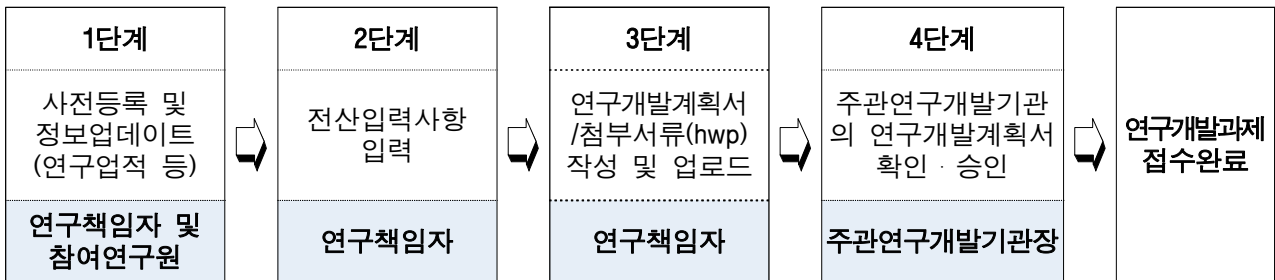 1단계
사전등록 및
정보업데이트
(연구업적 등)
연구책임자 및
참여연구원
2단계
전산입력사항
입력
연구책임자
3단계
연구개발계획서
/첨부서류(hwp)
작성 및 업로드
연구책임자
4단계
주관연구개발기관
의 연구개발계획서
확인 · 승인
주관연구개발기관장
연구개발과제
접수완료